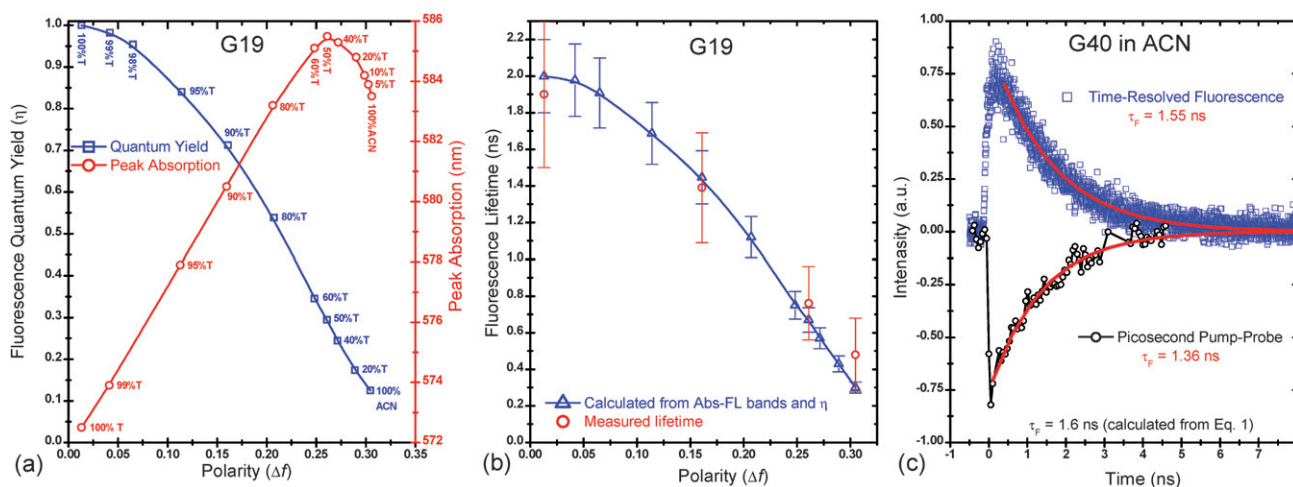 G19
Fluorescence Quantum Yield (η)
1.0
0.9
0.8
0.7
0.6
0.5
0.4
0.3
0.2
0.1
0.0
100%T
99%T
98%T
95%T
90%T
80%T
60%T
50%T
40%T
20%T
100%
ACN
Quantum Yield
Peak Absorption
100% T
99%T
95%T
90%T
80%T
60%T
50%T
40%T
20%T
10%T
5%T
100%ACN
586
584
582
580
578
576
574
572
Peak Absorption (nm)
0.00 0.05 0.10 0.15 0.20 0.25 0.30 0.35
Polarity (Δf)
(a)
G19
Fluorescence Lifetime (ns)
2.2
2.0
1.8
1.6
1.4
1.2
1.0
0.8
0.6
0.4
0.2
0.0
Calculated from Abs-FL bands and η
Measured lifetime
0.00 0.05 0.10 0.15 0.20 0.25 0.30
Polarity (Δf)
(b)
G40 in ACN
Intenasity (a.u.)
1.00
0.75
0.50
0.25
0.00
-0.25
-0.50
-0.75
-1.00
Time-Resolved Fluorescence
τF = 1.55 ns
Picosecond Pump-Probe
τF = 1.36 ns
τF = 1.6 ns (calculated from Eq. 1)
-1 0 1 2 3 4 5 6 7
Time (ns)
(c)